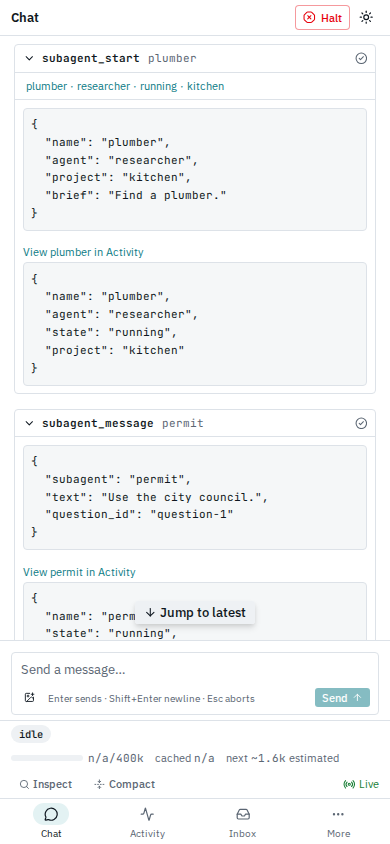 Chat
Halt
subagent_start plumber
plumber · researcher · running · kitchen
{
  "name": "plumber",
  "agent": "researcher",
  "project": "kitchen",
  "brief": "Find a plumber."
}
View plumber in Activity
{
  "name": "plumber",
  "agent": "researcher",
  "state": "running",
  "project": "kitchen"
}
subagent_message permit
{
  "subagent": "permit",
  "text": "Use the city council.",
  "question_id": "question-1"
}
View permit in Activity
{
  "name":
Jump to latest
  "state": "running",
Send a message...
Enter sends · Shift+Enter newline · Esc aborts
Send
idle
n/a/400k cached n/a next ~1.6k estimated
Inspect Compact Live
Chat Activity Inbox More